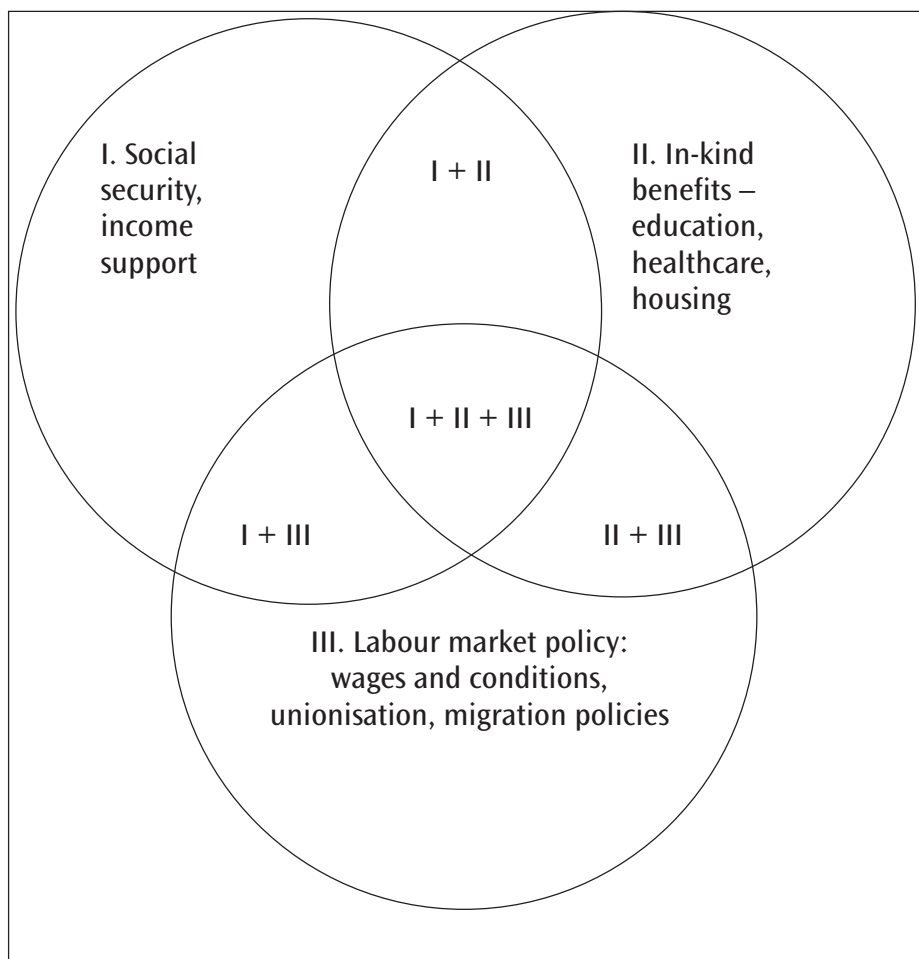 I. Social
security,
income
support
I + II
II. In-kind
benefits –
education,
healthcare,
housing
I + II + III
I + III
II + III
III. Labour market policy:
wages and conditions,
unionisation, migration policies